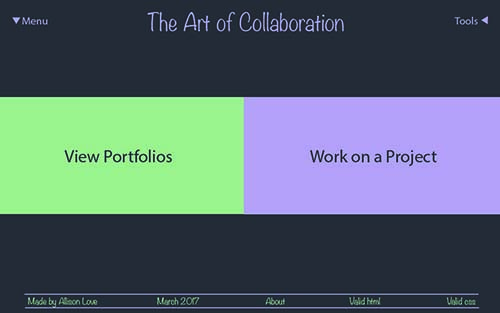 ▼Menu The Art of Collaboration Tools ◀
View Portfolios Work on a Project
Made by Allison Love March 2017 About Valid html Valid css